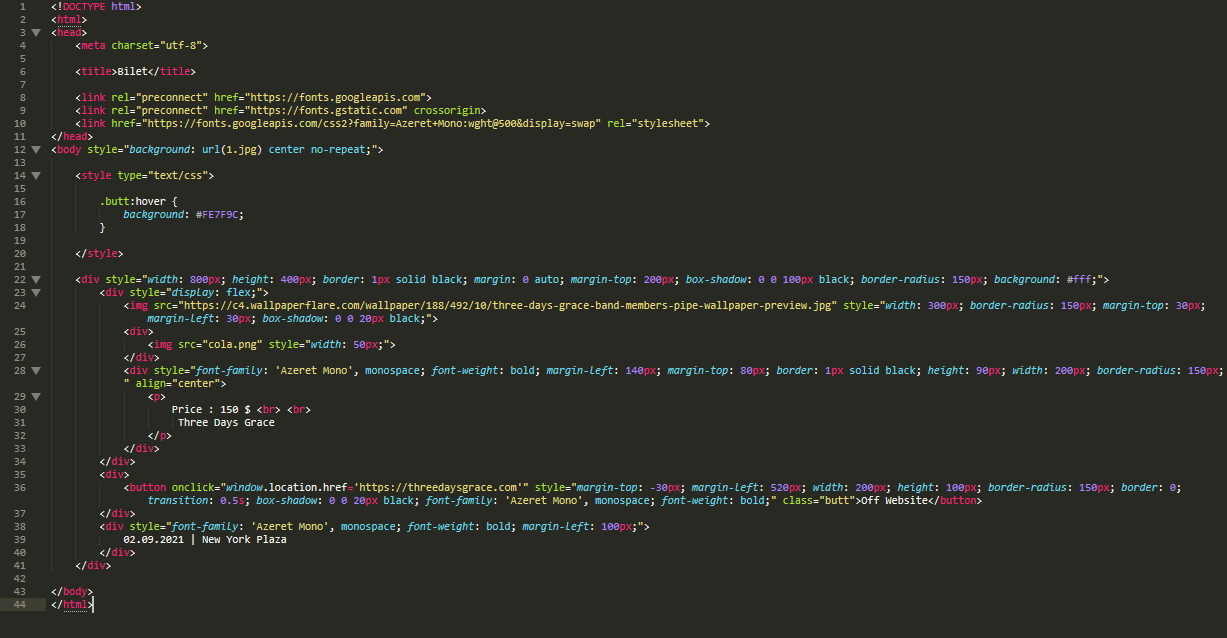 1 <!DOCTYPE html>
2 <html>
3 <head>
4 <meta charset="utf-8">
5
6 <title>Bilet</title>
7
8 <link rel="preconnect" href="https://fonts.googleapis.com">
9 <link rel="preconnect" href="https://fonts.gstatic.com" crossorigin>
10 <link href="https://fonts.googleapis.com/css2?family=Azeret+Mono:wght@500&display=swap" rel="stylesheet">
11 </head>
12 <body style="background: url(1.jpg) center no-repeat;">
13
14 <style type="text/css">
15
16 .butt:hover {
17 background: #FE7F9C;
18 }
19
20 </style>
21
22 <div style="width: 800px; height: 400px; border: 1px solid black; margin: 0 auto; margin-top: 200px; box-shadow: 0 0 100px black; border-radius: 150px; background: #fff;">
23 <div style="display: flex;">
24 <img src="https://c4.wallpaperflare.com/wallpaper/188/492/10/three-days-grace-band-members-pipe-wallpaper-preview.jpg" style="width: 300px; border-radius: 150px; margin-top: 30px;
margin-left: 30px; box-shadow: 0 0 20px black;">
25 <div>
26 <img src="cola.png" style="width: 50px;">
27 </div>
28 <div style="font-family: 'Azeret Mono', monospace; font-weight: bold; margin-left: 140px; margin-top: 80px; border: 1px solid black; height: 90px; width: 200px; border-radius: 150px;
" align="center">
29 <p>
30 Price : 150 $ <br> <br>
31 Three Days Grace
32 </p>
33 </div>
34 </div>
35 <div>
36 <button onclick="window.location.href='https://threedaysgrace.com'" style="margin-top: -30px; margin-left: 520px; width: 200px; height: 100px; border-radius: 150px; border: 0;
transition: 0.5s; box-shadow: 0 0 20px black; font-family: 'Azeret Mono', monospace; font-weight: bold;" class="butt">Off Website</button>
37 </div>
38 <div style="font-family: 'Azeret Mono', monospace; font-weight: bold; margin-left: 100px;">
39 02.09.2021 | New York Plaza
40 </div>
41 </div>
42
43 </body>
44 </html>